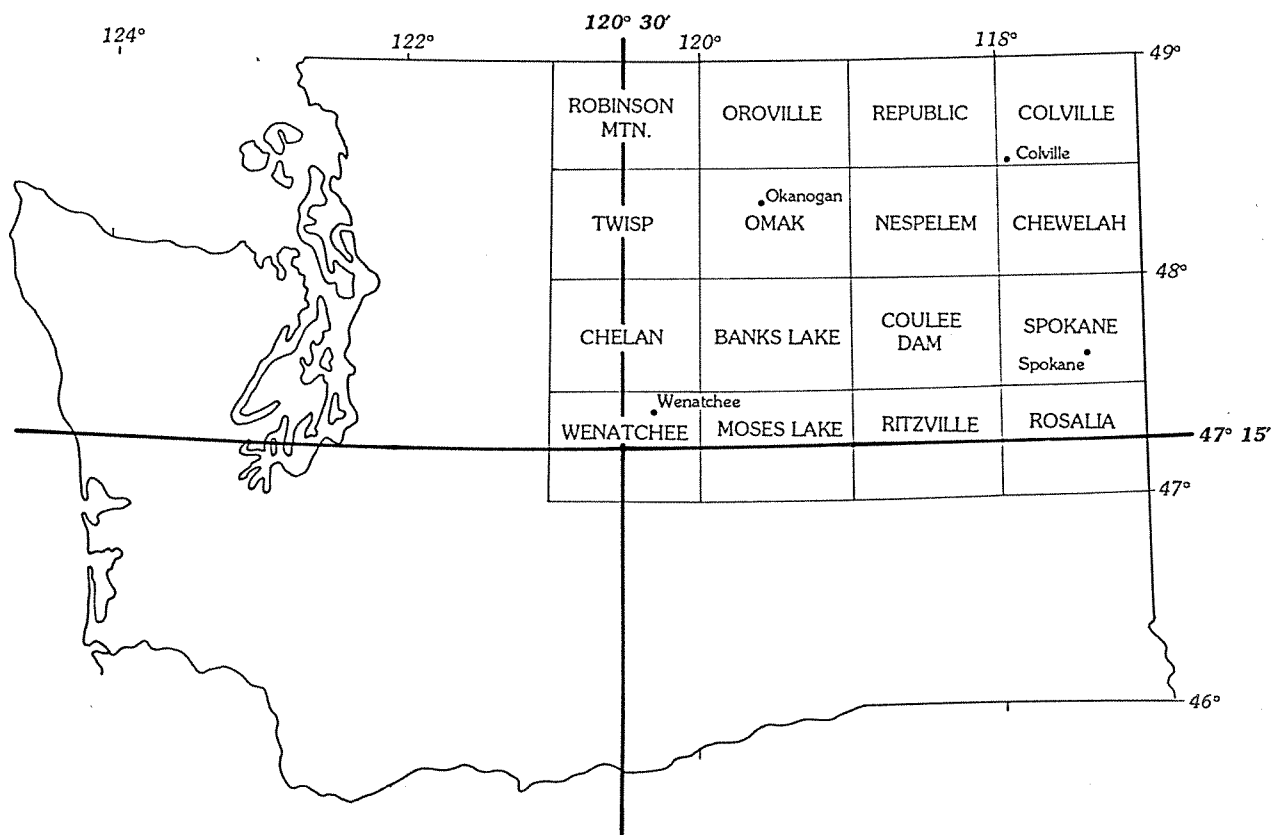 120° 30′
124°
122°
120°
118°
49°
ROBINSON
MTN.
OROVILLE
REPUBLIC
COLVILLE
Colville
Okanogan
TWISP
OMAK
NESPELEM
CHEWELAH
48°
CHELAN
BANKS LAKE
COULEE
DAM
SPOKANE
Spokane
Wenatchee
WENATCHEE
MOSES LAKE
RITZVILLE
ROSALIA
47° 15′
47°
46°